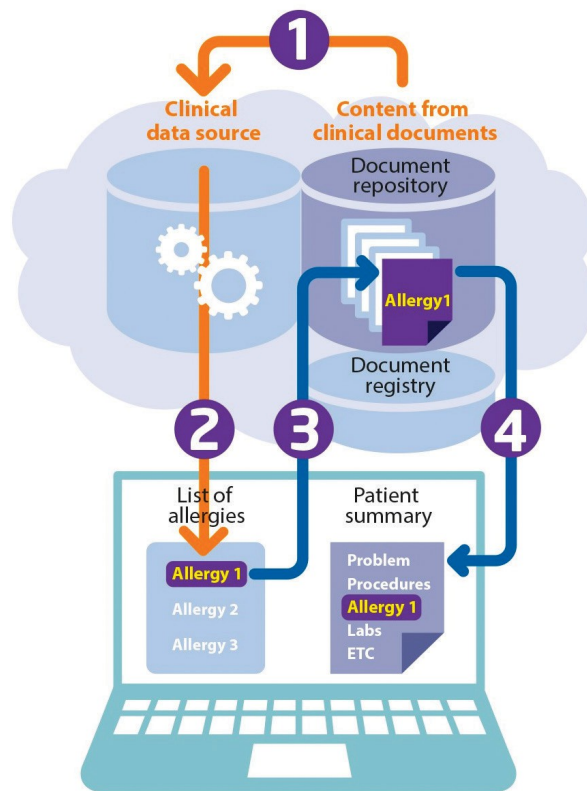 1
Clinical
data source
Content from
clinical documents
Document
repository
Allergy1
Document
registry
2
3
4
List of
allergies
Allergy 1
Allergy 2
Allergy 3
Patient
summary
Problem
Procedures
Allergy 1
Labs
ETC